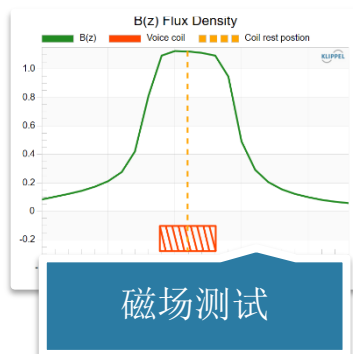 B(z) Flux Density
B(z) Voice coil Coil rest postion
KLIPPEL
1.0
0.8
0.6
0.4
0.2
0
-0.2
磁场测试